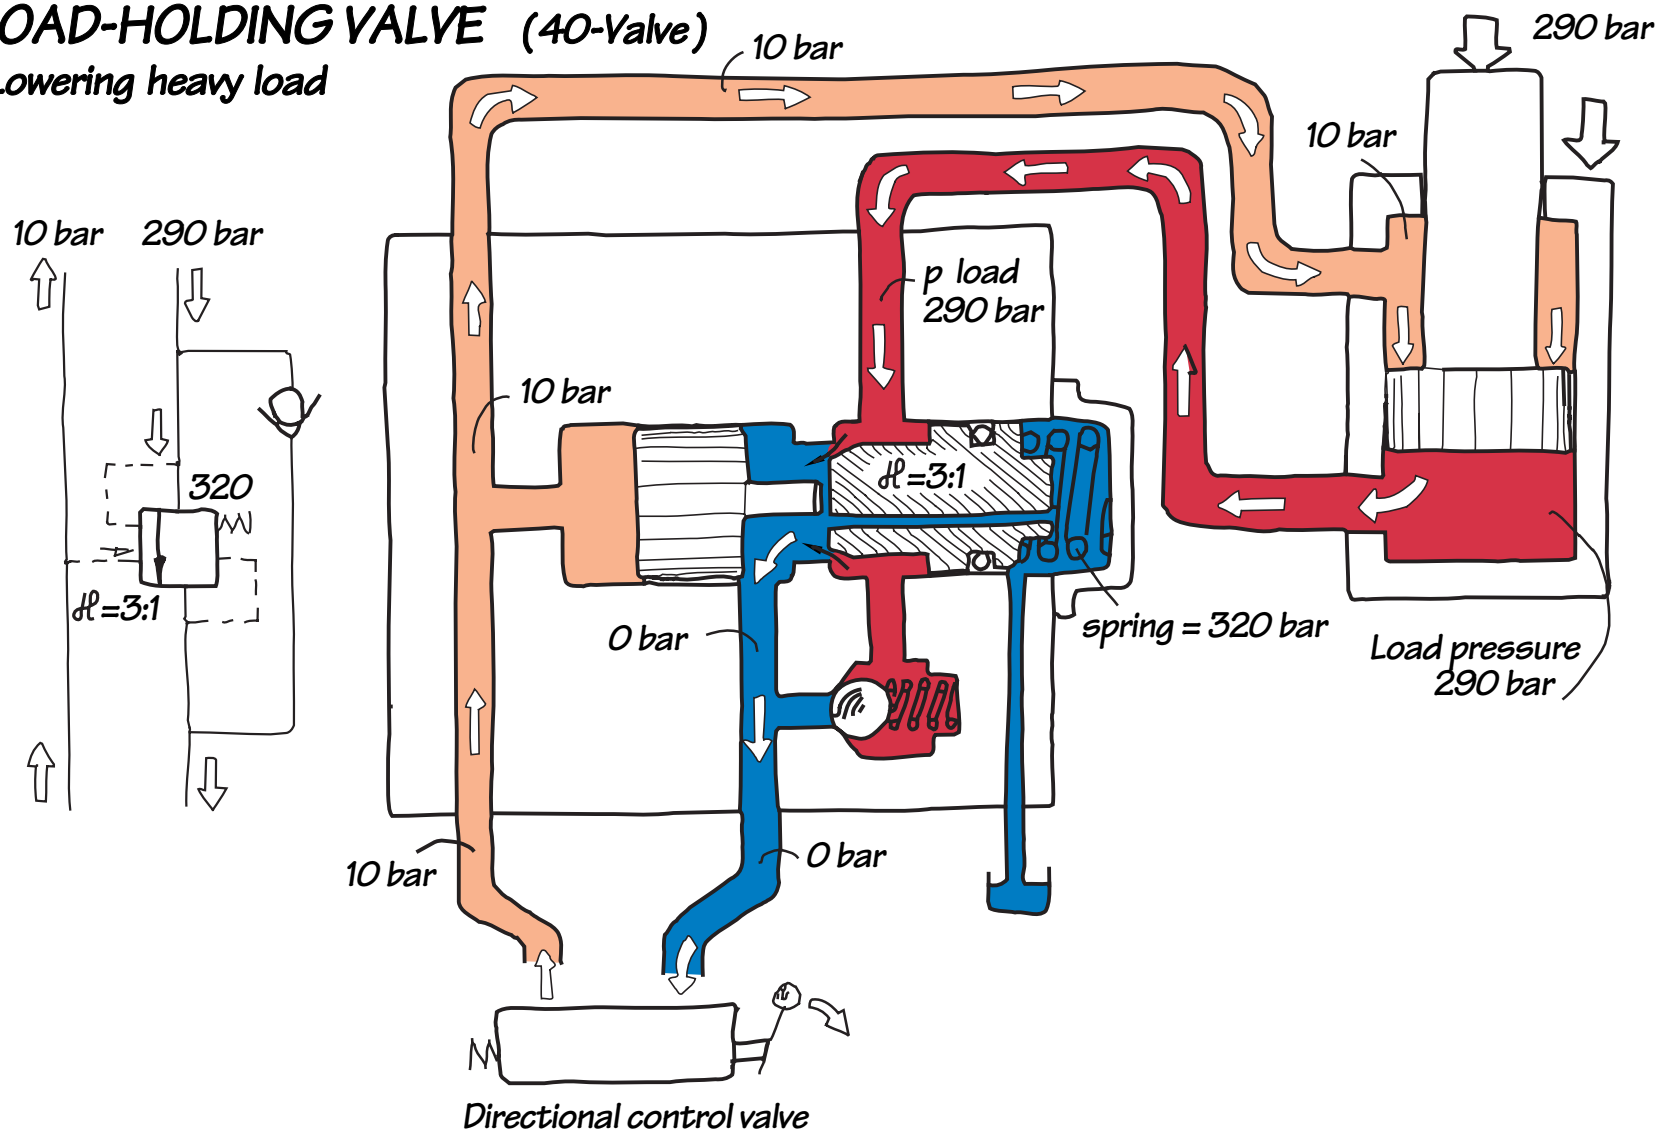 OAD-HOLDING VALVE (40-Valve)
Lowering heavy load
10 bar
290 bar
10 bar
10 bar
290 bar
p load
290 bar
10 bar
ℋ=3:1
320
ℋ=3:1
0 bar
spring = 320 bar
Load pressure
290 bar
0 bar
10 bar
Directional control valve